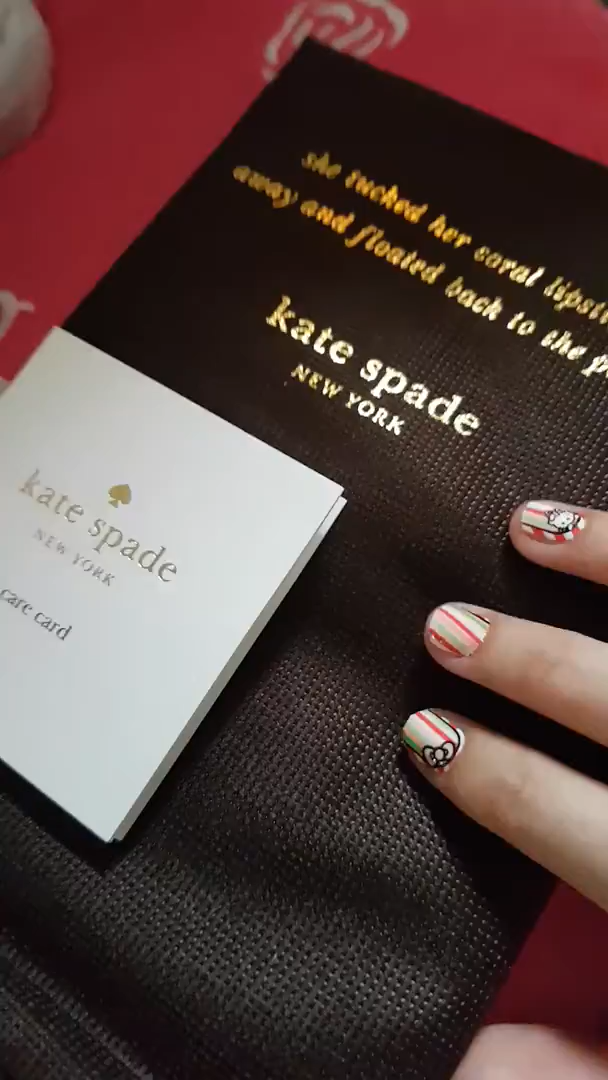 she tucked her coral
away and floated back to the
kate spade
NEW YORK
kate spade
NEW YORK
care card